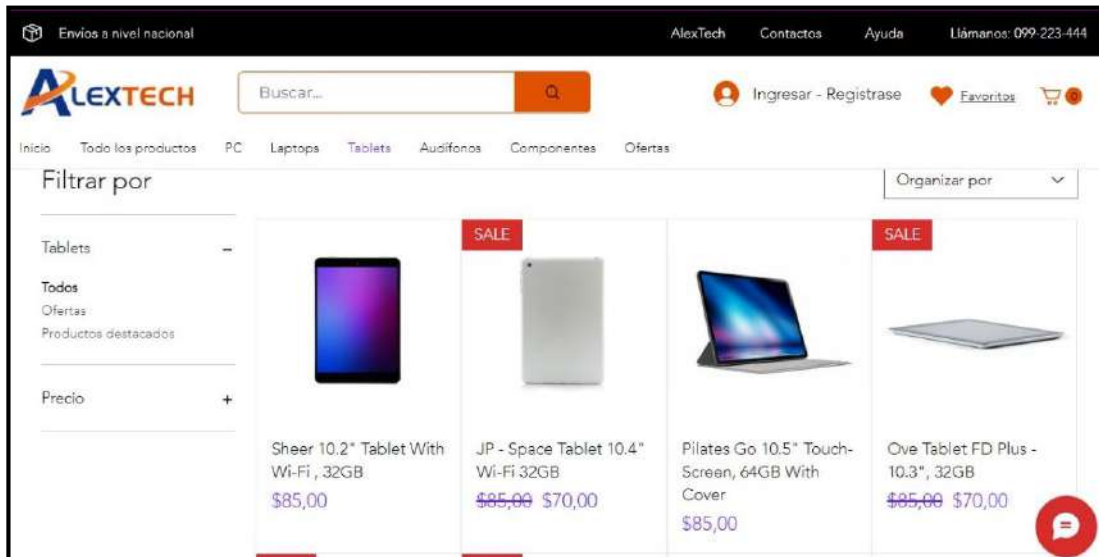 Envíos a nivel nacional
AlexTech Contactos Ayuda Llámanos: 099-223-444
ALEXTECH
Buscar...
Ingresar - Registrase
Favoritos
0
Inicio Todo los productos PC Laptops Tablets Audífonos Componentes Ofertas
Filtrar por
Organizar por
Tablets −
Todos
Ofertas
Productos destacados
Precio +
SALE
SALE
Sheer 10.2" Tablet With
Wi-Fi , 32GB
$85,00
JP - Space Tablet 10.4"
Wi-Fi 32GB
$85,00 $70,00
Pilates Go 10.5" Touch-
Screen, 64GB With
Cover
$85,00
Ove Tablet FD Plus -
10.3", 32GB
$85,00 $70,00